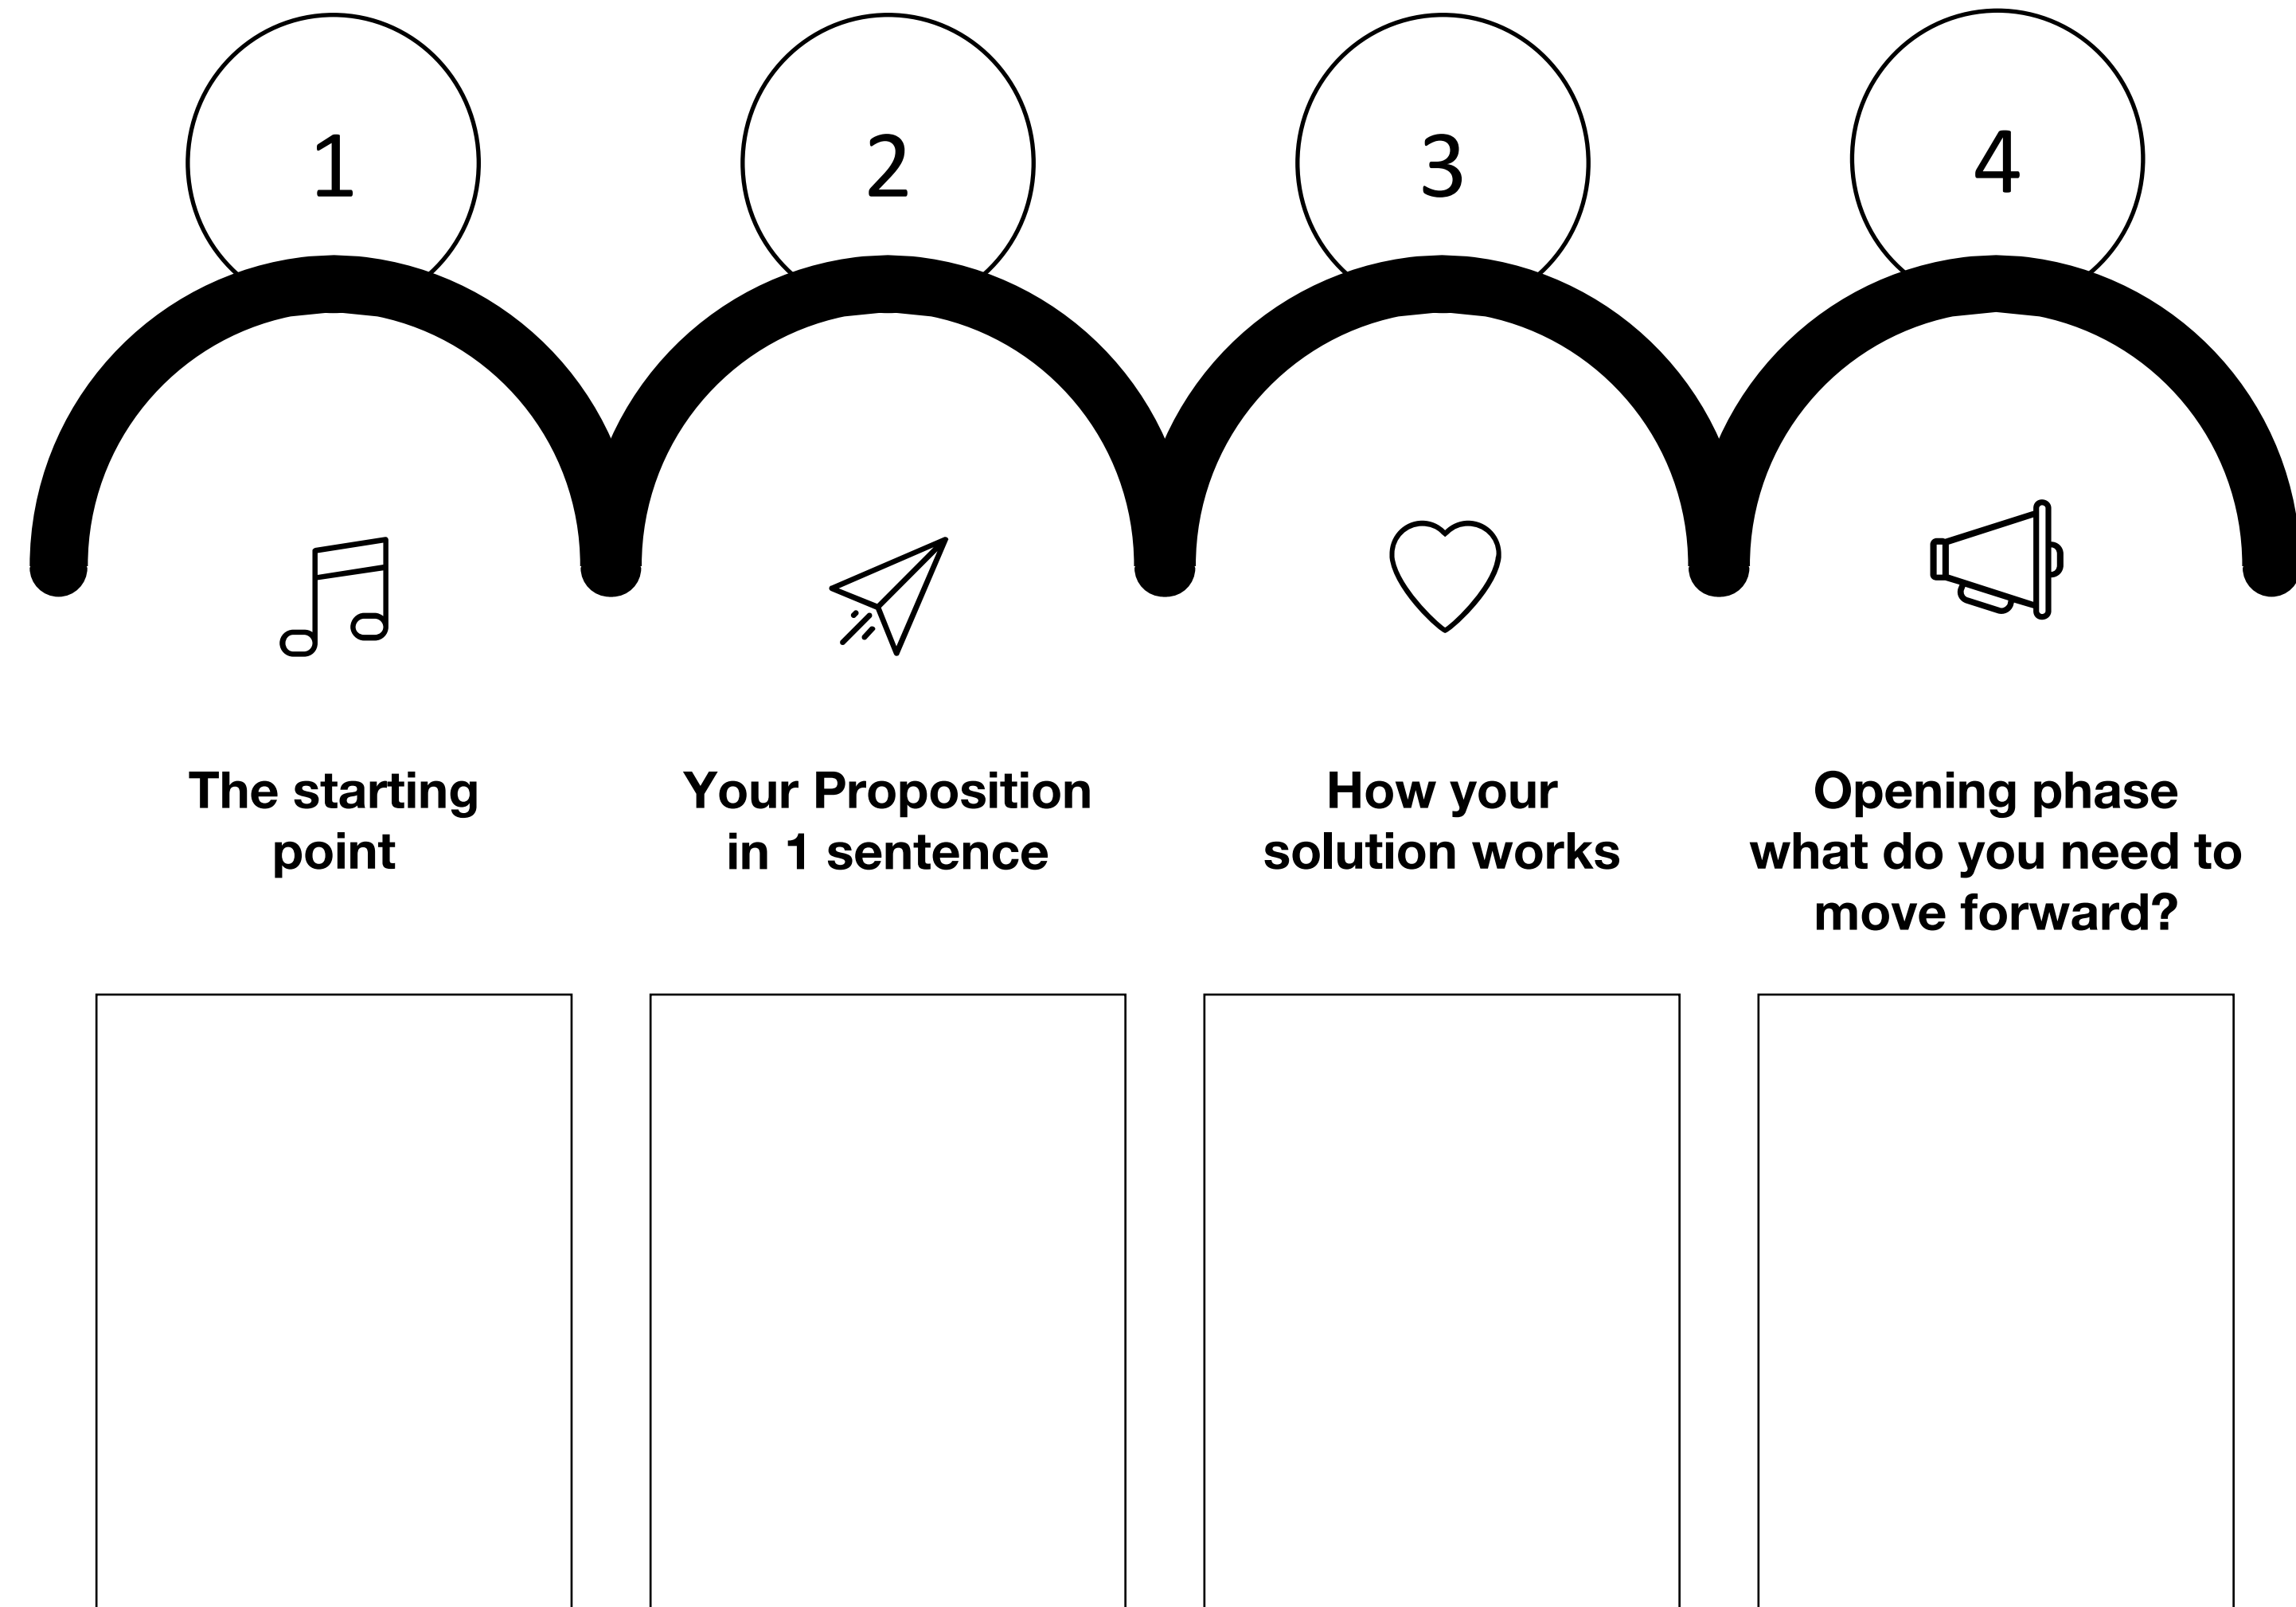 1
2
3
4
The starting
point
Your Proposition
in 1 sentence
How your
solution works
Opening phase
what do you need to
move forward?